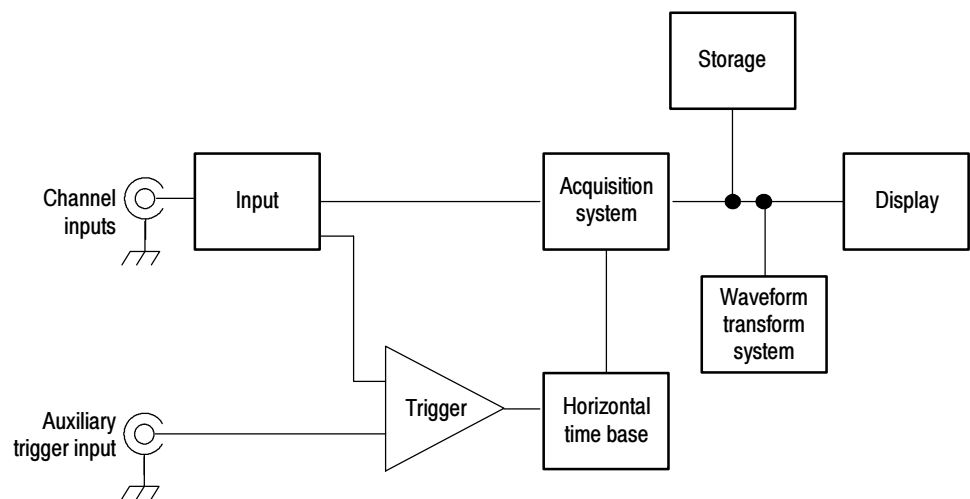 Storage
Channel
inputs
Input
Acquisition
system
Display
Waveform
transform
system
Auxiliary
trigger input
Trigger
Horizontal
time base